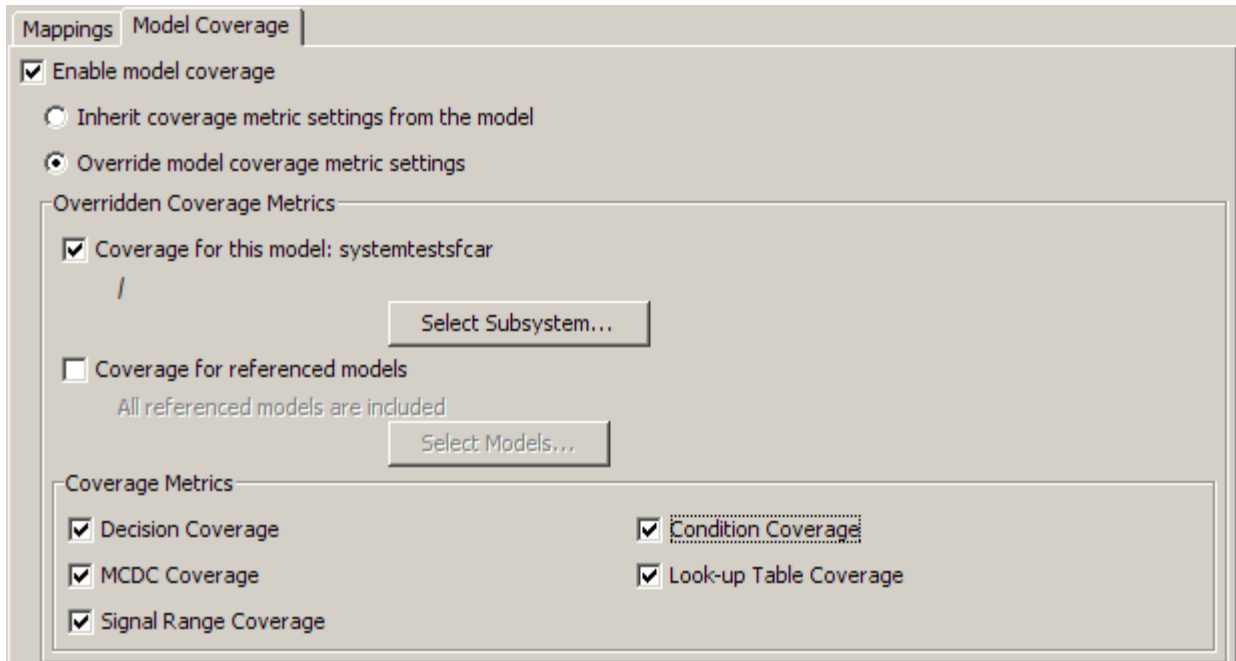 Mappings Model Coverage
Enable model coverage
Inherit coverage metric settings from the model
Override model coverage metric settings
Overridden Coverage Metrics
Coverage for this model: systemtestsfcar
/
Select Subsystem...
Coverage for referenced models
All referenced models are included
Select Models...
Coverage Metrics
Decision Coverage Condition Coverage
MCDC Coverage Look-up Table Coverage
Signal Range Coverage